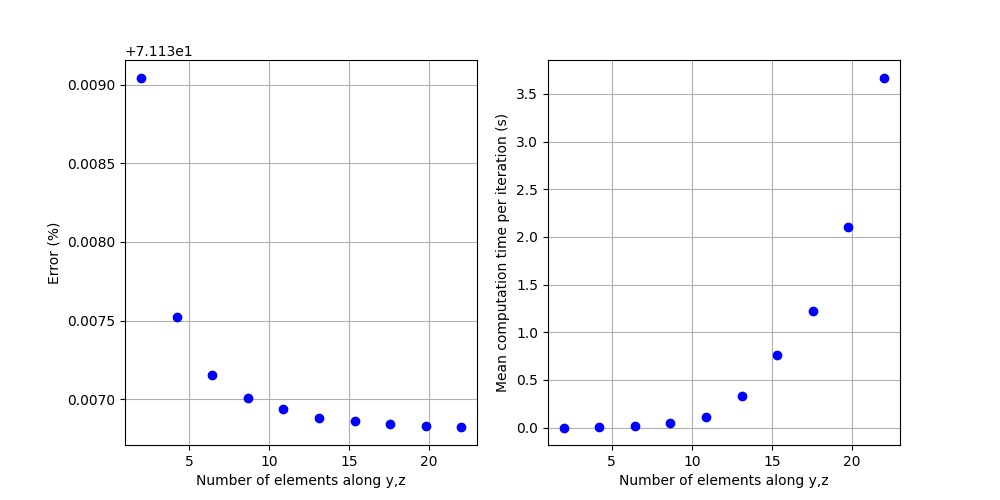 +7.113e1
0.0090
0.0085
0.0080
0.0075
0.0070
Error (%)
5 10 15 20
Number of elements along y,z
3.5
3.0
2.5
2.0
1.5
1.0
0.5
0.0
Mean computation time per iteration (s)
5 10 15 20
Number of elements along y,z